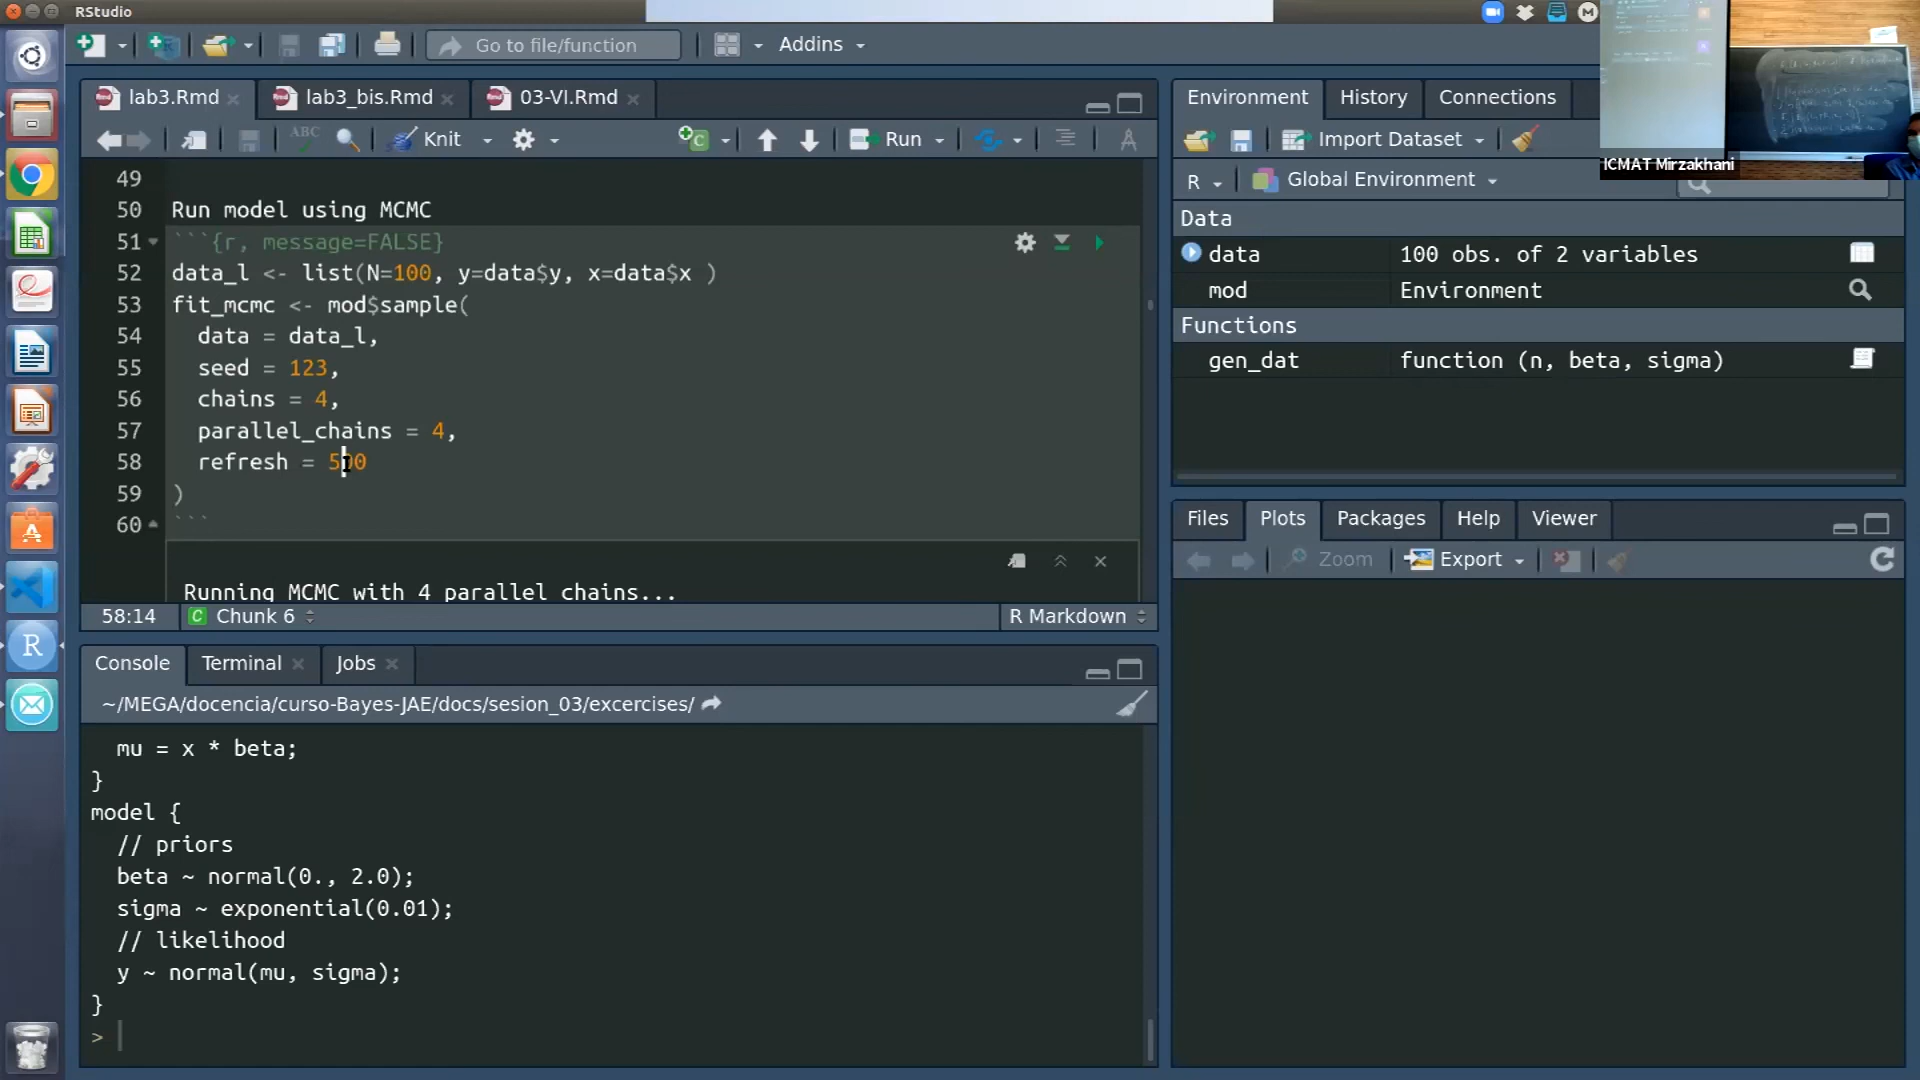 RStudio
Go to file/function
Addins
lab3.Rmd
lab3_bis.Rmd
03-VI.Rmd
ABC
Knit
Run
49
50 Run model using MCMC
51 ```{r, message=FALSE}
52 data_l <- list(N=100, y=data$y, x=data$x )
53 fit_mcmc <- mod$sample(
54 data = data_l,
55 seed = 123,
56 chains = 4,
57 parallel_chains = 4,
58 refresh = 500
59 )
60 ```
Running MCMC with 4 parallel chains...
58:14
Chunk 6
R Markdown
Console
Terminal
Jobs
~/MEGA/docencia/curso-Bayes-JAE/docs/sesion_03/excercises/
mu = x * beta;
}
model {
// priors
beta ~ normal(0., 2.0);
sigma ~ exponential(0.01);
// likelihood
y ~ normal(mu, sigma);
}
>
Environment
History
Connections
Import Dataset
R
Global Environment
Data
data 100 obs. of 2 variables
mod Environment
Functions
gen_dat function (n, beta, sigma)
Files
Plots
Packages
Help
Viewer
Zoom
Export
ICMAT Mirzakhani